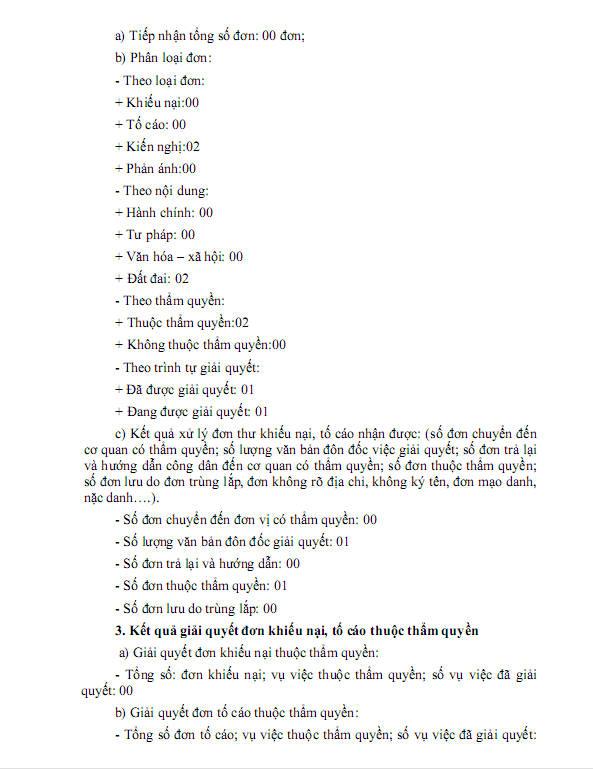 a) Tiếp nhận tổng số đơn: 00 đơn;
b) Phân loại đơn:
- Theo loại đơn:
+ Khiếu nại:00
+ Tố cáo: 00
+ Kiến nghị:02
+ Phản ánh:00
- Theo nội dung:
+ Hành chính: 00
+ Tư pháp: 00
+ Văn hóa – xã hội: 00
+ Đất đai: 02
- Theo thẩm quyền:
+ Thuộc thẩm quyền:02
+ Không thuộc thẩm quyền:00
- Theo trình tự giải quyết:
+ Đã được giải quyết: 01
+ Đang được giải quyết: 01
c) Kết quả xử lý đơn thư khiếu nại, tố cáo nhận được: (số đơn chuyển đến
cơ quan có thẩm quyền; số lượng văn bản đôn đốc việc giải quyết; số đơn trả lại
và hướng dẫn công dân đến cơ quan có thẩm quyền; số đơn thuộc thẩm quyền;
số đơn lưu do đơn trùng lắp, đơn không rõ địa chỉ, không ký tên, đơn mạo danh,
nặc danh….).
- Số đơn chuyển đến đơn vị có thẩm quyền: 00
- Số lượng văn bản đôn đốc giải quyết: 01
- Số đơn trả lại và hướng dẫn: 00
- Số đơn thuộc thẩm quyền: 01
- Số đơn lưu do trùng lắp: 00
3. Kết quả giải quyết đơn khiếu nại, tố cáo thuộc thẩm quyền
a) Giải quyết đơn khiếu nại thuộc thẩm quyền:
- Tổng số: đơn khiếu nại; vụ việc thuộc thẩm quyền; số vụ việc đã giải
quyết: 00
b) Giải quyết đơn tố cáo thuộc thẩm quyền:
- Tổng số đơn tố cáo; vụ việc thuộc thẩm quyền; số vụ việc đã giải quyết: